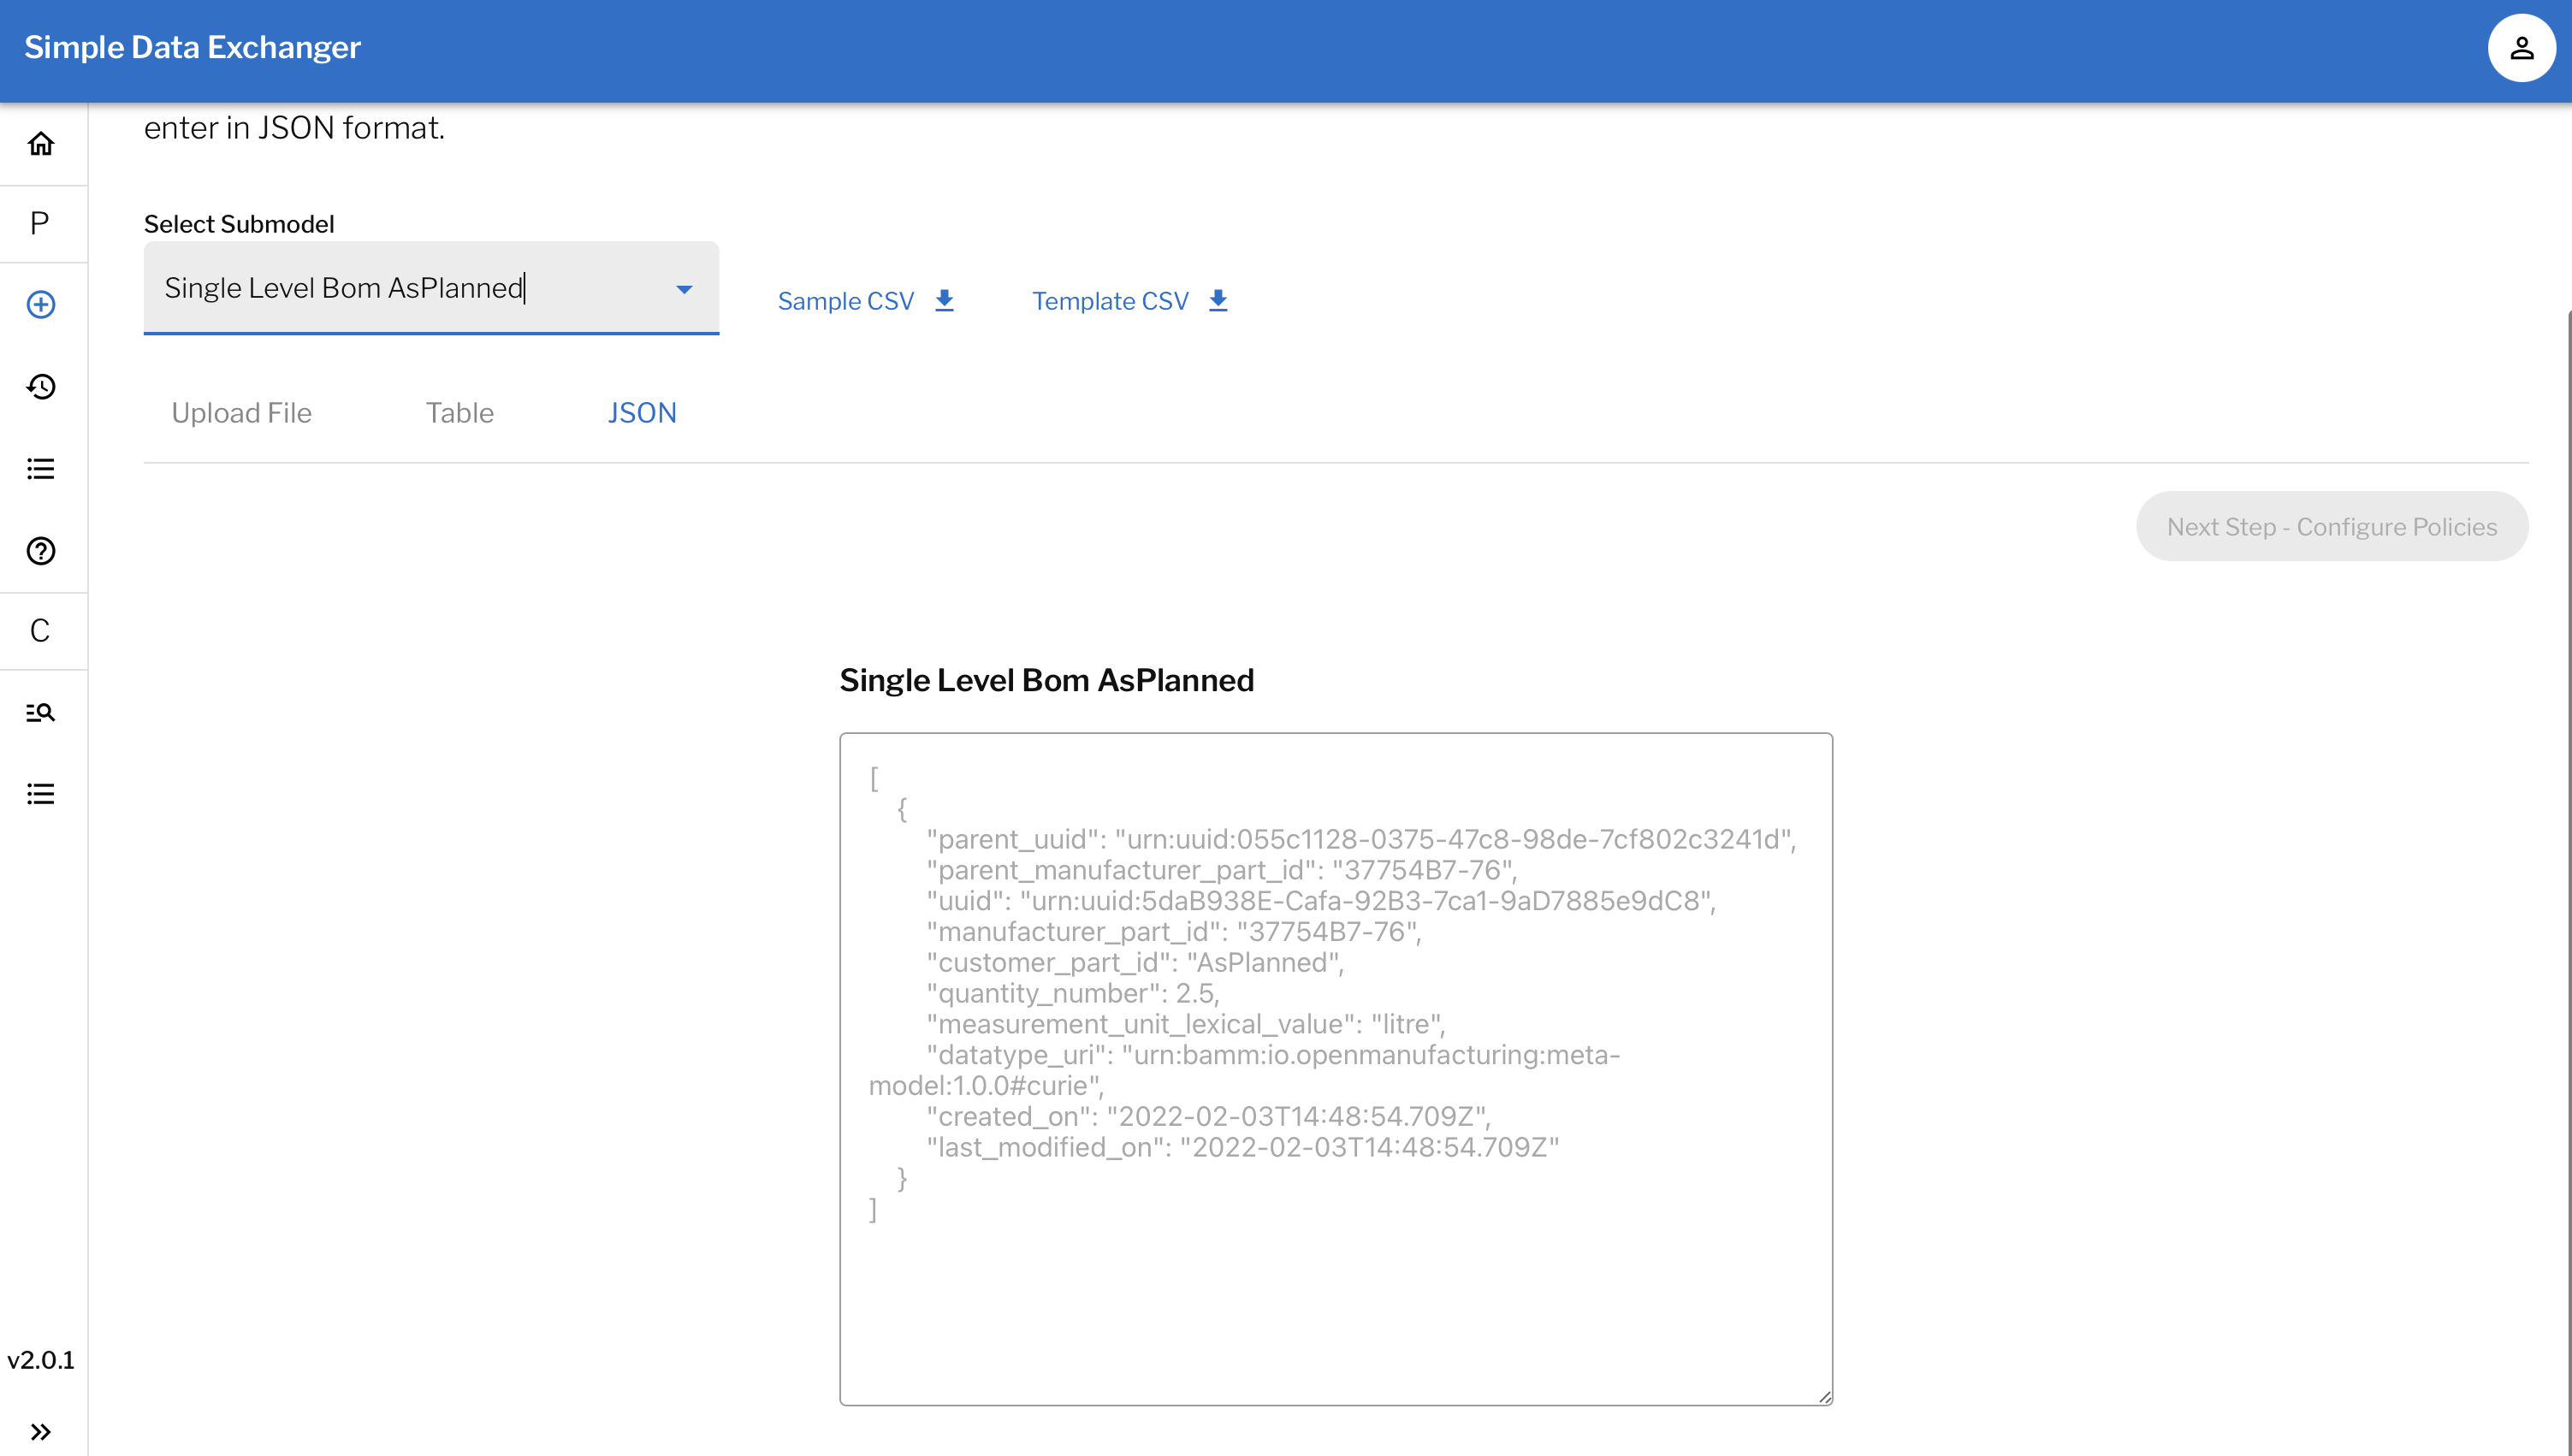 Simple Data Exchanger
enter in JSON format.
P
Select Submodel
Single Level Bom AsPlanned
Sample CSV
Template CSV
Upload File
Table
JSON
Next Step - Configure Policies
C
Single Level Bom AsPlanned
[
{
"parent_uuid": "urn:uuid:055c1128-0375-47c8-98de-7cf802c3241d",
"parent_manufacturer_part_id": "37754B7-76",
"uuid": "urn:uuid:5daB938E-Cafa-92B3-7ca1-9aD7885e9dC8",
"manufacturer_part_id": "37754B7-76",
"customer_part_id": "AsPlanned",
"quantity_number": 2.5,
"measurement_unit_lexical_value": "litre",
"datatype_uri": "urn:bamm:io.openmanufacturing:meta-
model:1.0.0#curie",
"created_on": "2022-02-03T14:48:54.709Z",
"last_modified_on": "2022-02-03T14:48:54.709Z"
}
]
v2.0.1